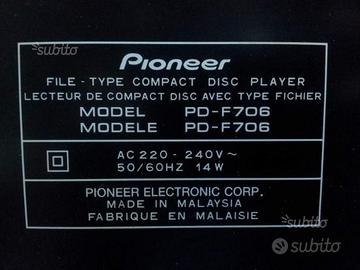 Pioneer
subito
FILE - TYPE COMPACT DISC PLAYER
LECTEUR DE COMPACT DISC AVEC TYPE FICHIER
MODEL PD-F706
MODELE PD-F706
AC 220 - 240V~
50/60HZ 14W
PIONEER ELECTRONIC CORP.
MADE IN MALAYSIA
FABRIQUE EN MALAISIE
subito
subito